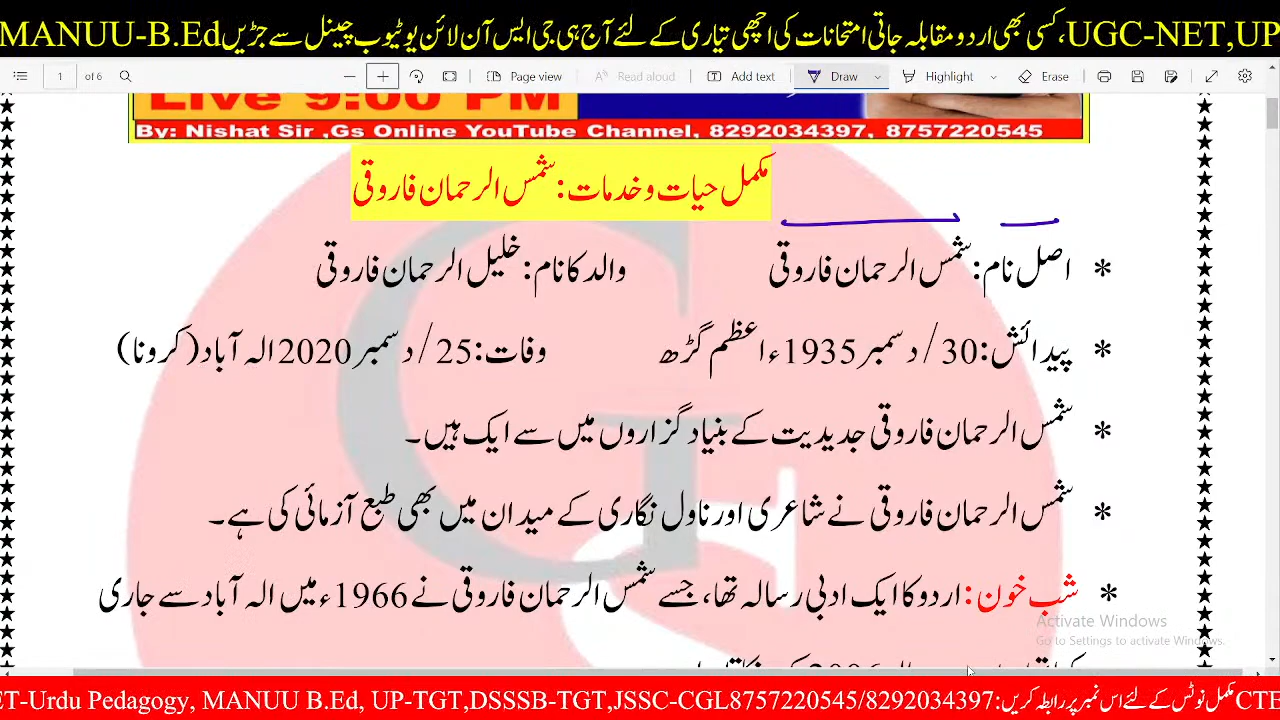 UGC-NET,UP، کسی بھی اردو مقابلہ جاتی امتحانات کی اچھی تیاری کے لئے آج ہی جی ایس آن لائن یوٹیوب چینل سے جڑیں MANUU-B.Ed
1 of 6 Page view Read aloud Add text Draw Highlight Erase
Live 9:00 PM
By: Nishat Sir ,Gs Online YouTube Channel, 8292034397, 8757220545
مکمل حیات و خدمات: شمس الرحمان فاروقی
* اصل نام: شمس الرحمان فاروقی والد کا نام: خلیل الرحمان فاروقی
* پیدائش: 30/ دسمبر 1935ء اعظم گڑھ وفات: 25/ دسمبر 2020 الہ آباد (کرونا)
* شمس الرحمان فاروقی جدیدیت کے بنیاد گزاروں میں سے ایک ہیں۔
* شمس الرحمان فاروقی نے شاعری اور ناول نگاری کے میدان میں بھی طبع آزمائی کی ہے۔
* شب خون: اردو کا ایک ادبی رسالہ تھا، جسے شمس الرحمان فاروقی نے 1966ء میں الہ آباد سے جاری
Activate Windows
Go to Settings to activate Windows.
ET-Urdu Pedagogy, MANUU B.Ed, UP-TGT,DSSSB-TGT,JSSC-CGL8757220545/8292034397:مکمل نوٹس کے لئے اس نمبر پر رابطہ کریں CTE